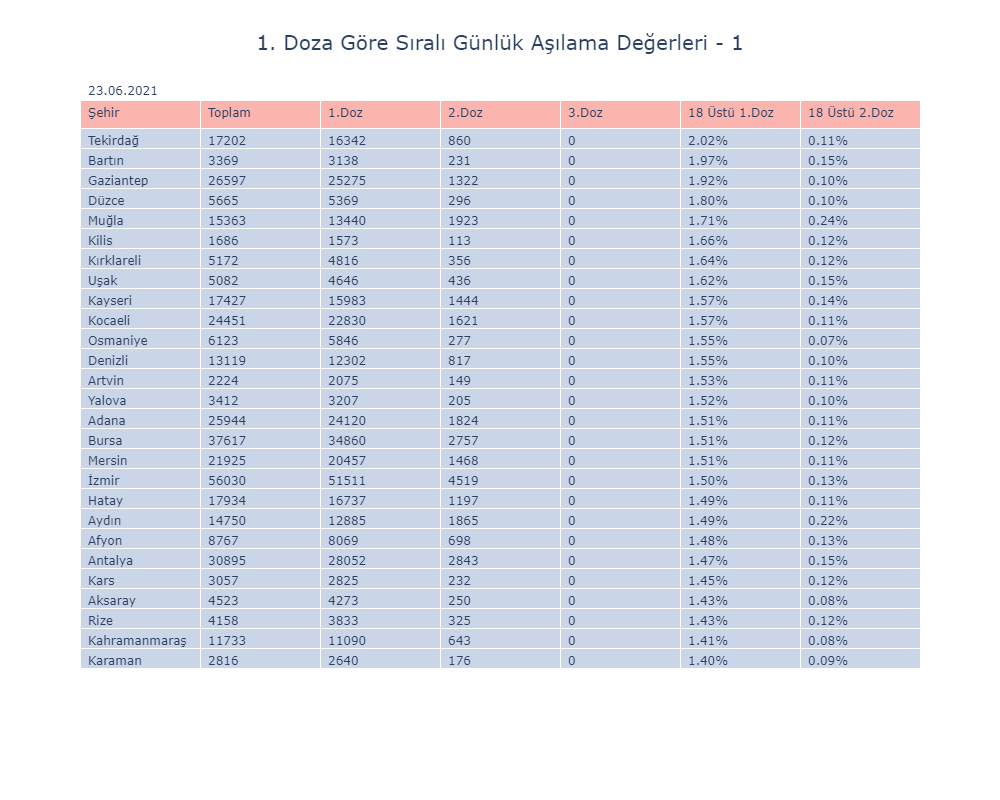 1. Doza Göre Sıralı Günlük Aşılama Değerleri - 1
23.06.2021
Şehir Toplam 1.Doz 2.Doz 3.Doz 18 Üstü 1.Doz 18 Üstü 2.Doz
Tekirdağ 17202 16342 860 0 2.02% 0.11%
Bartın 3369 3138 231 0 1.97% 0.15%
Gaziantep 26597 25275 1322 0 1.92% 0.10%
Düzce 5665 5369 296 0 1.80% 0.10%
Muğla 15363 13440 1923 0 1.71% 0.24%
Kilis 1686 1573 113 0 1.66% 0.12%
Kırklareli 5172 4816 356 0 1.64% 0.12%
Uşak 5082 4646 436 0 1.62% 0.15%
Kayseri 17427 15983 1444 0 1.57% 0.14%
Kocaeli 24451 22830 1621 0 1.57% 0.11%
Osmaniye 6123 5846 277 0 1.55% 0.07%
Denizli 13119 12302 817 0 1.55% 0.10%
Artvin 2224 2075 149 0 1.53% 0.11%
Yalova 3412 3207 205 0 1.52% 0.10%
Adana 25944 24120 1824 0 1.51% 0.11%
Bursa 37617 34860 2757 0 1.51% 0.12%
Mersin 21925 20457 1468 0 1.51% 0.11%
İzmir 56030 51511 4519 0 1.50% 0.13%
Hatay 17934 16737 1197 0 1.49% 0.11%
Aydın 14750 12885 1865 0 1.49% 0.22%
Afyon 8767 8069 698 0 1.48% 0.13%
Antalya 30895 28052 2843 0 1.47% 0.15%
Kars 3057 2825 232 0 1.45% 0.12%
Aksaray 4523 4273 250 0 1.43% 0.08%
Rize 4158 3833 325 0 1.43% 0.12%
Kahramanmaraş 11733 11090 643 0 1.41% 0.08%
Karaman 2816 2640 176 0 1.40% 0.09%